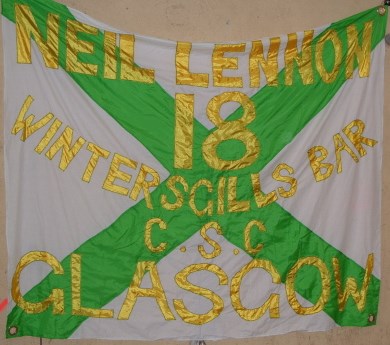 NEIL LENNON
18
WINTERSGILLS BAR
C.S.C
GLASGOW